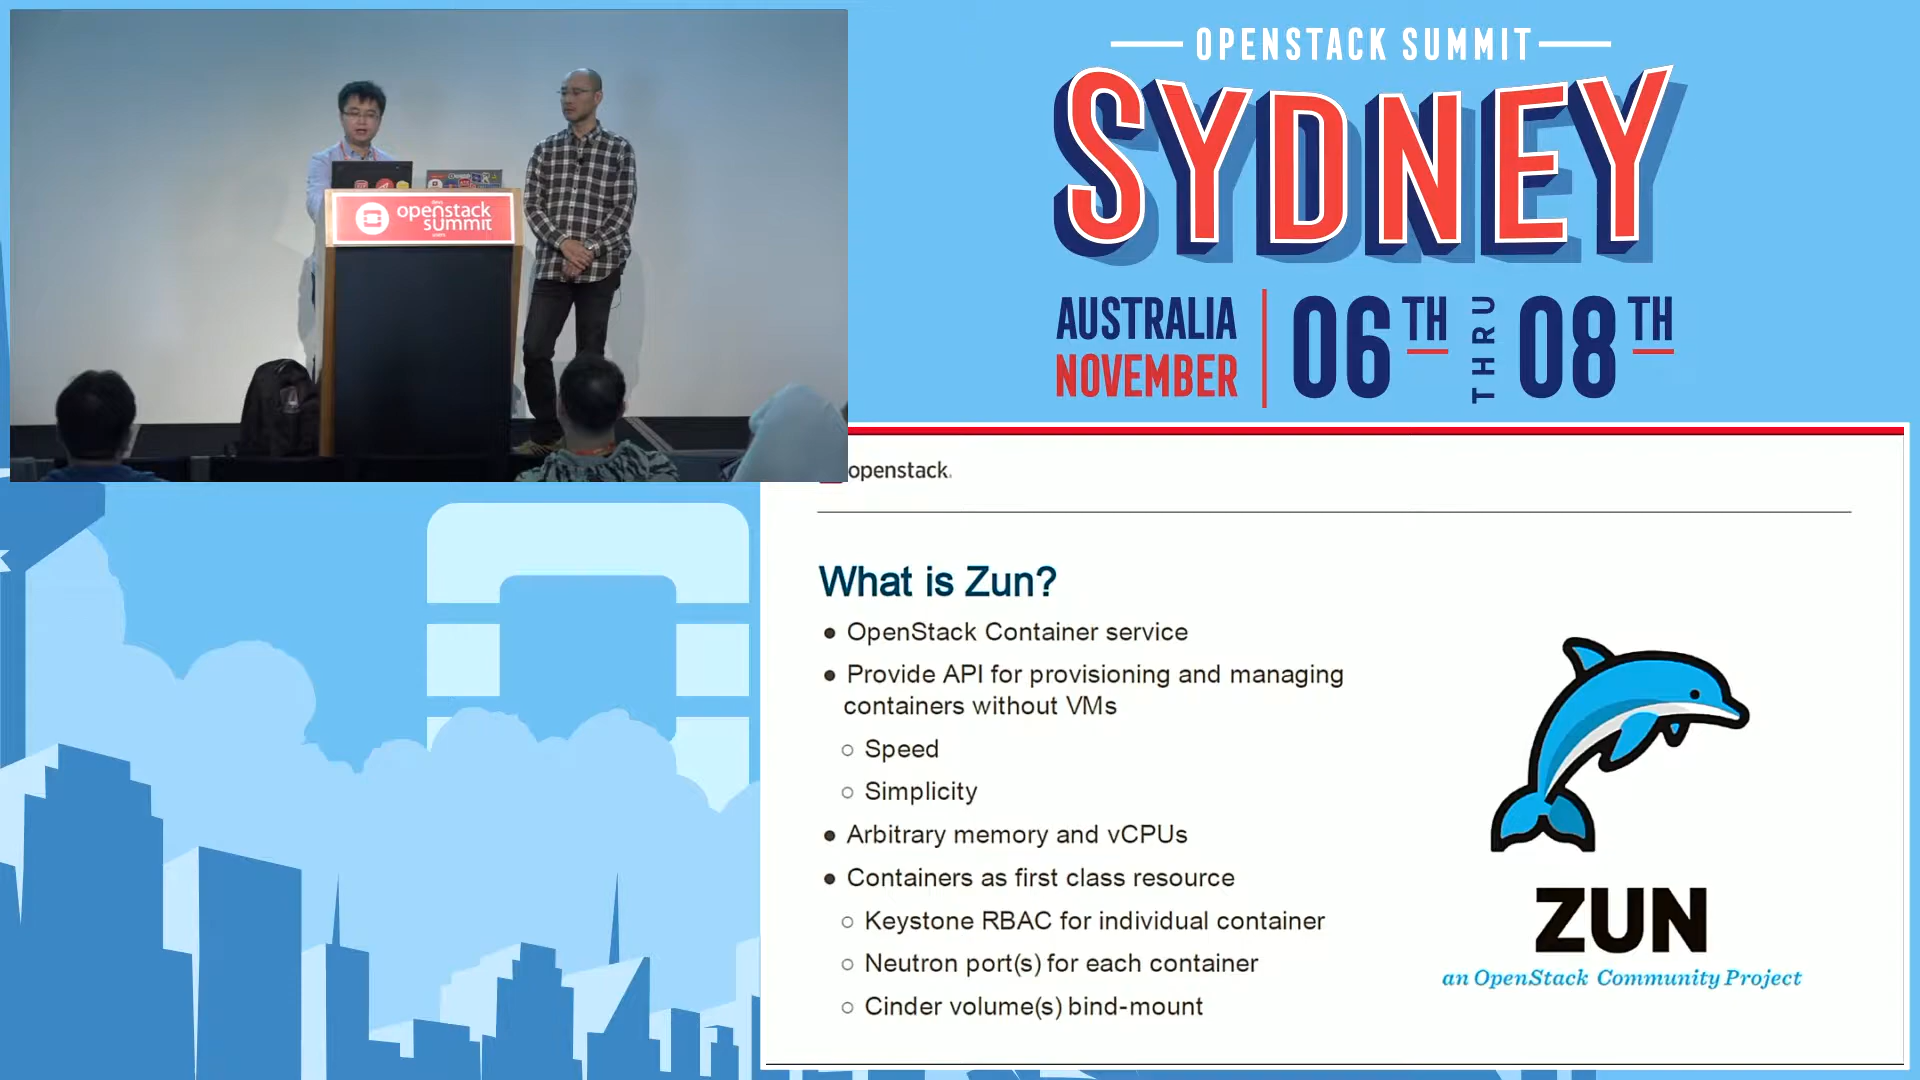 OPENSTACK SUMMIT
SYDNEY
AUSTRALIA
NOVEMBER
06TH THRU 08TH
openstack
summit
openstack.
What is Zun?
● OpenStack Container service
● Provide API for provisioning and managing
containers without VMs
○ Speed
○ Simplicity
● Arbitrary memory and vCPUs
● Containers as first class resource
○ Keystone RBAC for individual container
○ Neutron port(s) for each container
○ Cinder volume(s) bind-mount
ZUN
an OpenStack Community Project